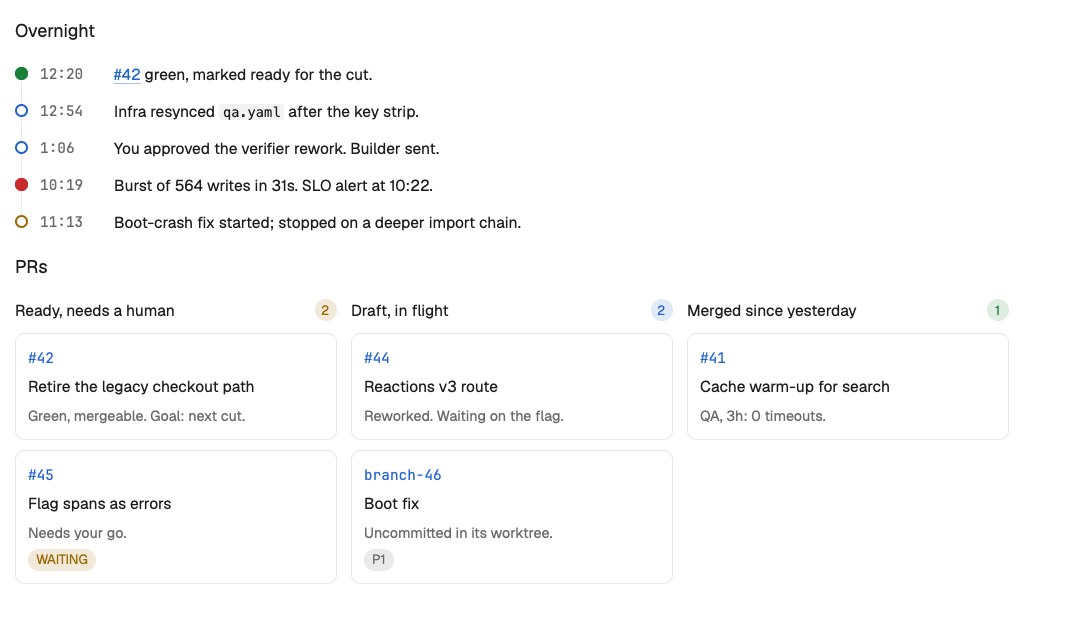 Overnight
12:20 #42 green, marked ready for the cut.
12:54 Infra resynced qa.yaml after the key strip.
1:06 You approved the verifier rework. Builder sent.
10:19 Burst of 564 writes in 31s. SLO alert at 10:22.
11:13 Boot-crash fix started; stopped on a deeper import chain.
PRs
Ready, needs a human 2
#42
Retire the legacy checkout path
Green, mergeable. Goal: next cut.
#45
Flag spans as errors
Needs your go.
WAITING
Draft, in flight 2
#44
Reactions v3 route
Reworked. Waiting on the flag.
branch-46
Boot fix
Uncommitted in its worktree.
P1
Merged since yesterday 1
#41
Cache warm-up for search
QA, 3h: 0 timeouts.